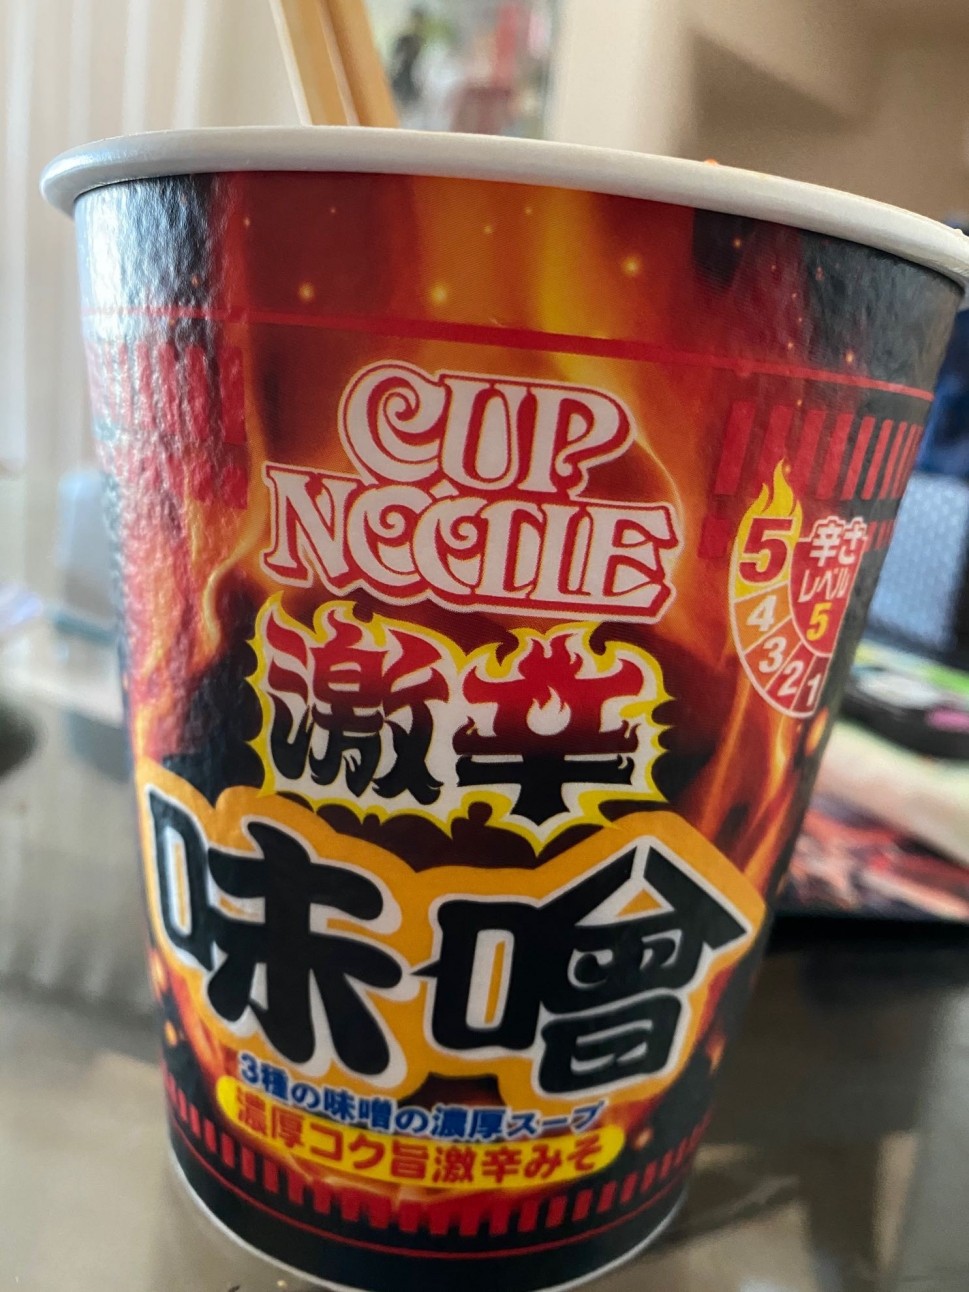 CUP
NOODLE
激辛
味噌
3種の味噌の濃厚スープ
濃厚コク旨激辛みそ
辛さ
レベル
5
5
4
3
2
1